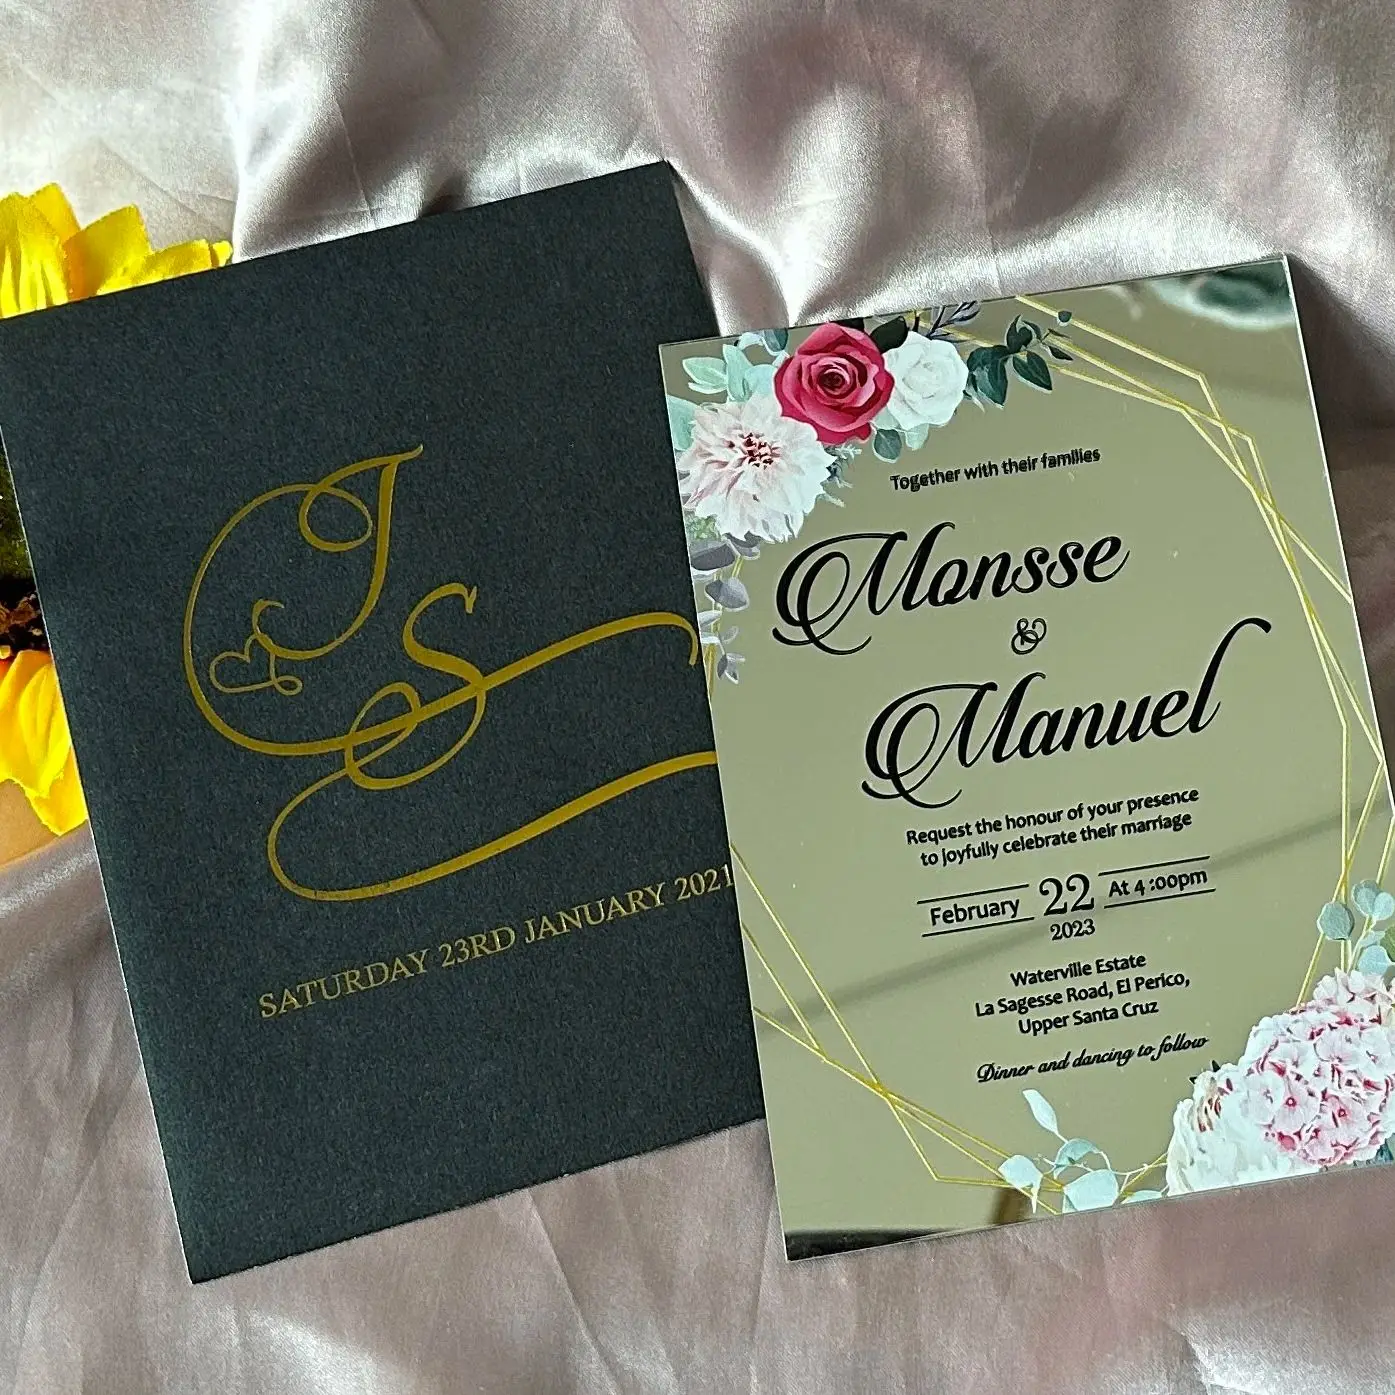 J
S
SATURDAY 23RD JANUARY 2021
Together with their families
Monsse
&
Manuel
Request the honour of your presence
to joyfully celebrate their marriage
February 22 At 4:00pm
2023
Waterville Estate
La Sagesse Road, El Perico,
Upper Santa Cruz
Dinner and dancing to follow